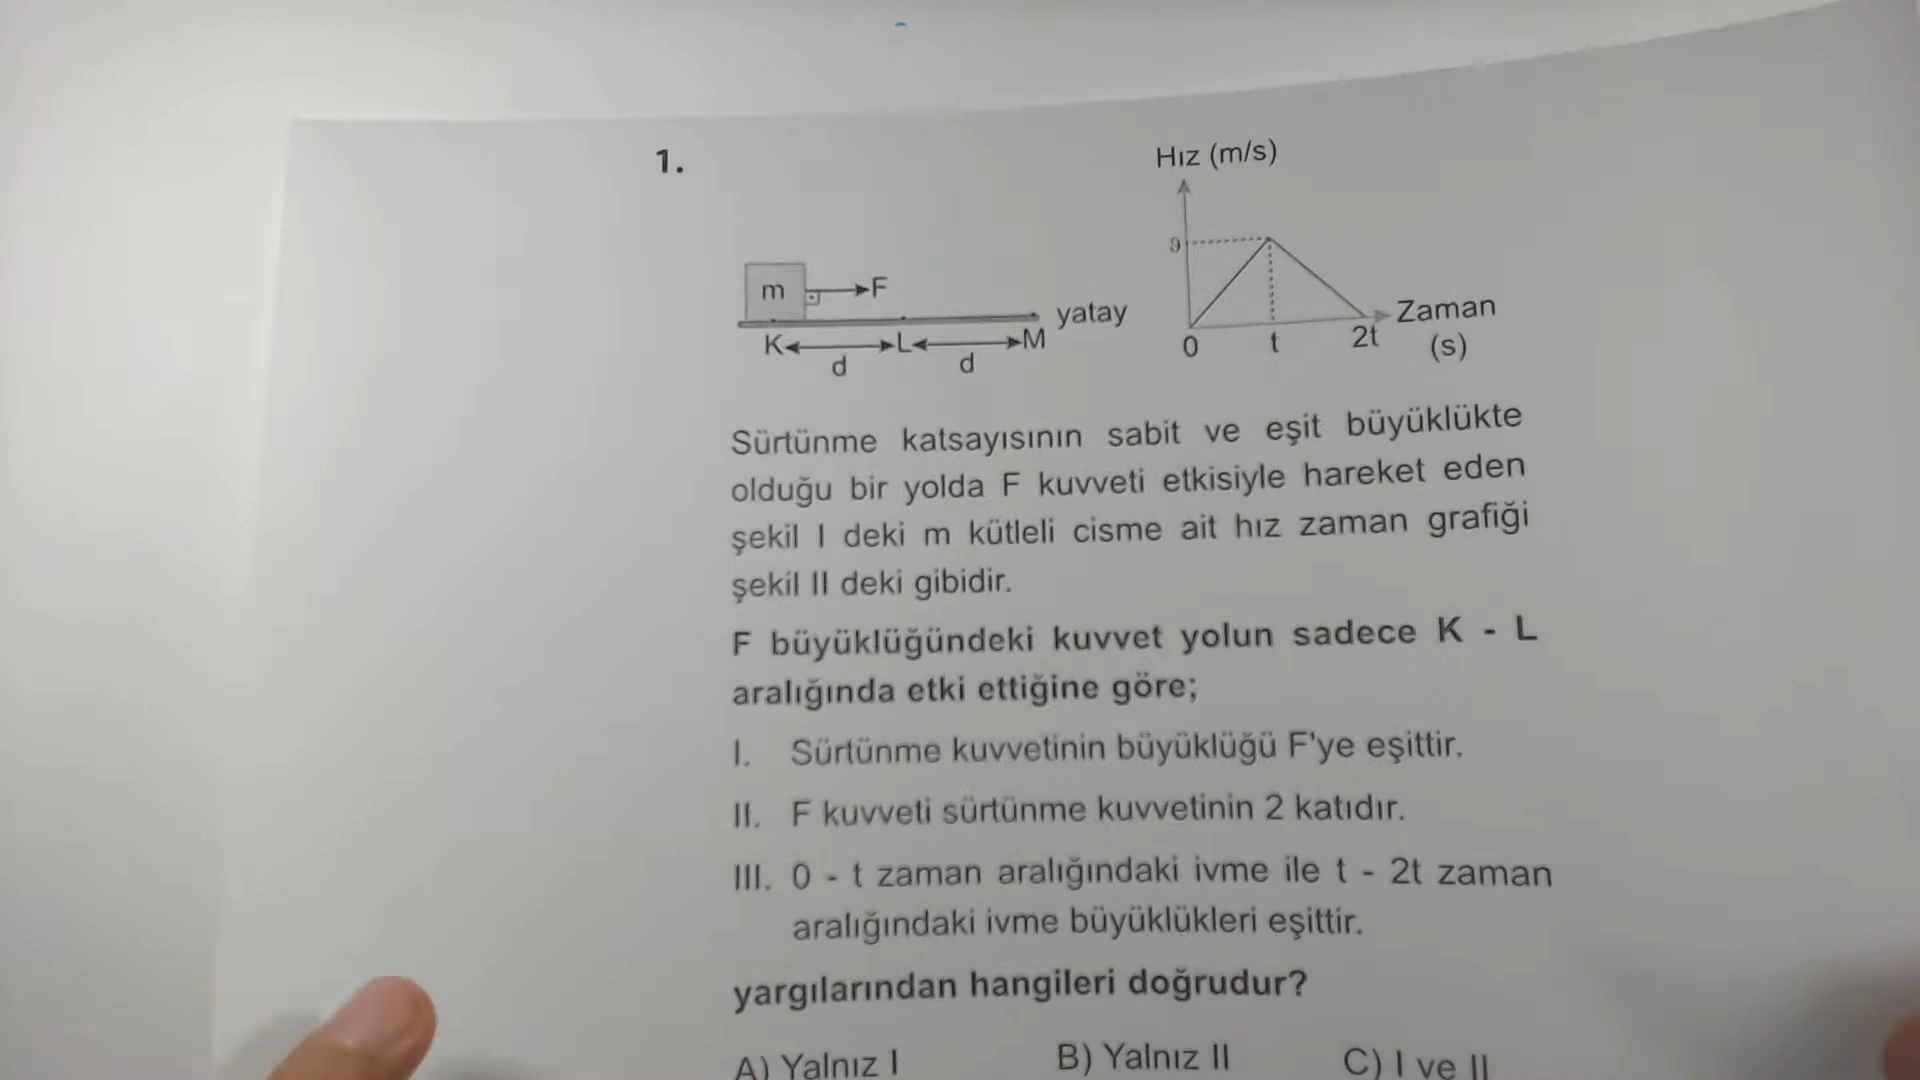 1.
Hız (m/s)
ϑ
m
F
yatay
K
L
M
d
d
0
t
2t
Zaman
(s)
Sürtünme katsayısının sabit ve eşit büyüklükte
olduğu bir yolda F kuvveti etkisiyle hareket eden
şekil I deki m kütleli cisme ait hız zaman grafiği
şekil II deki gibidir.
F büyüklüğündeki kuvvet yolun sadece K - L
aralığında etki ettiğine göre;
I. Sürtünme kuvvetinin büyüklüğü F'ye eşittir.
II. F kuvveti sürtünme kuvvetinin 2 katıdır.
III. 0 - t zaman aralığındaki ivme ile t - 2t zaman
aralığındaki ivme büyüklükleri eşittir.
yargılarından hangileri doğrudur?
A) Yalnız I B) Yalnız II C) I ve II